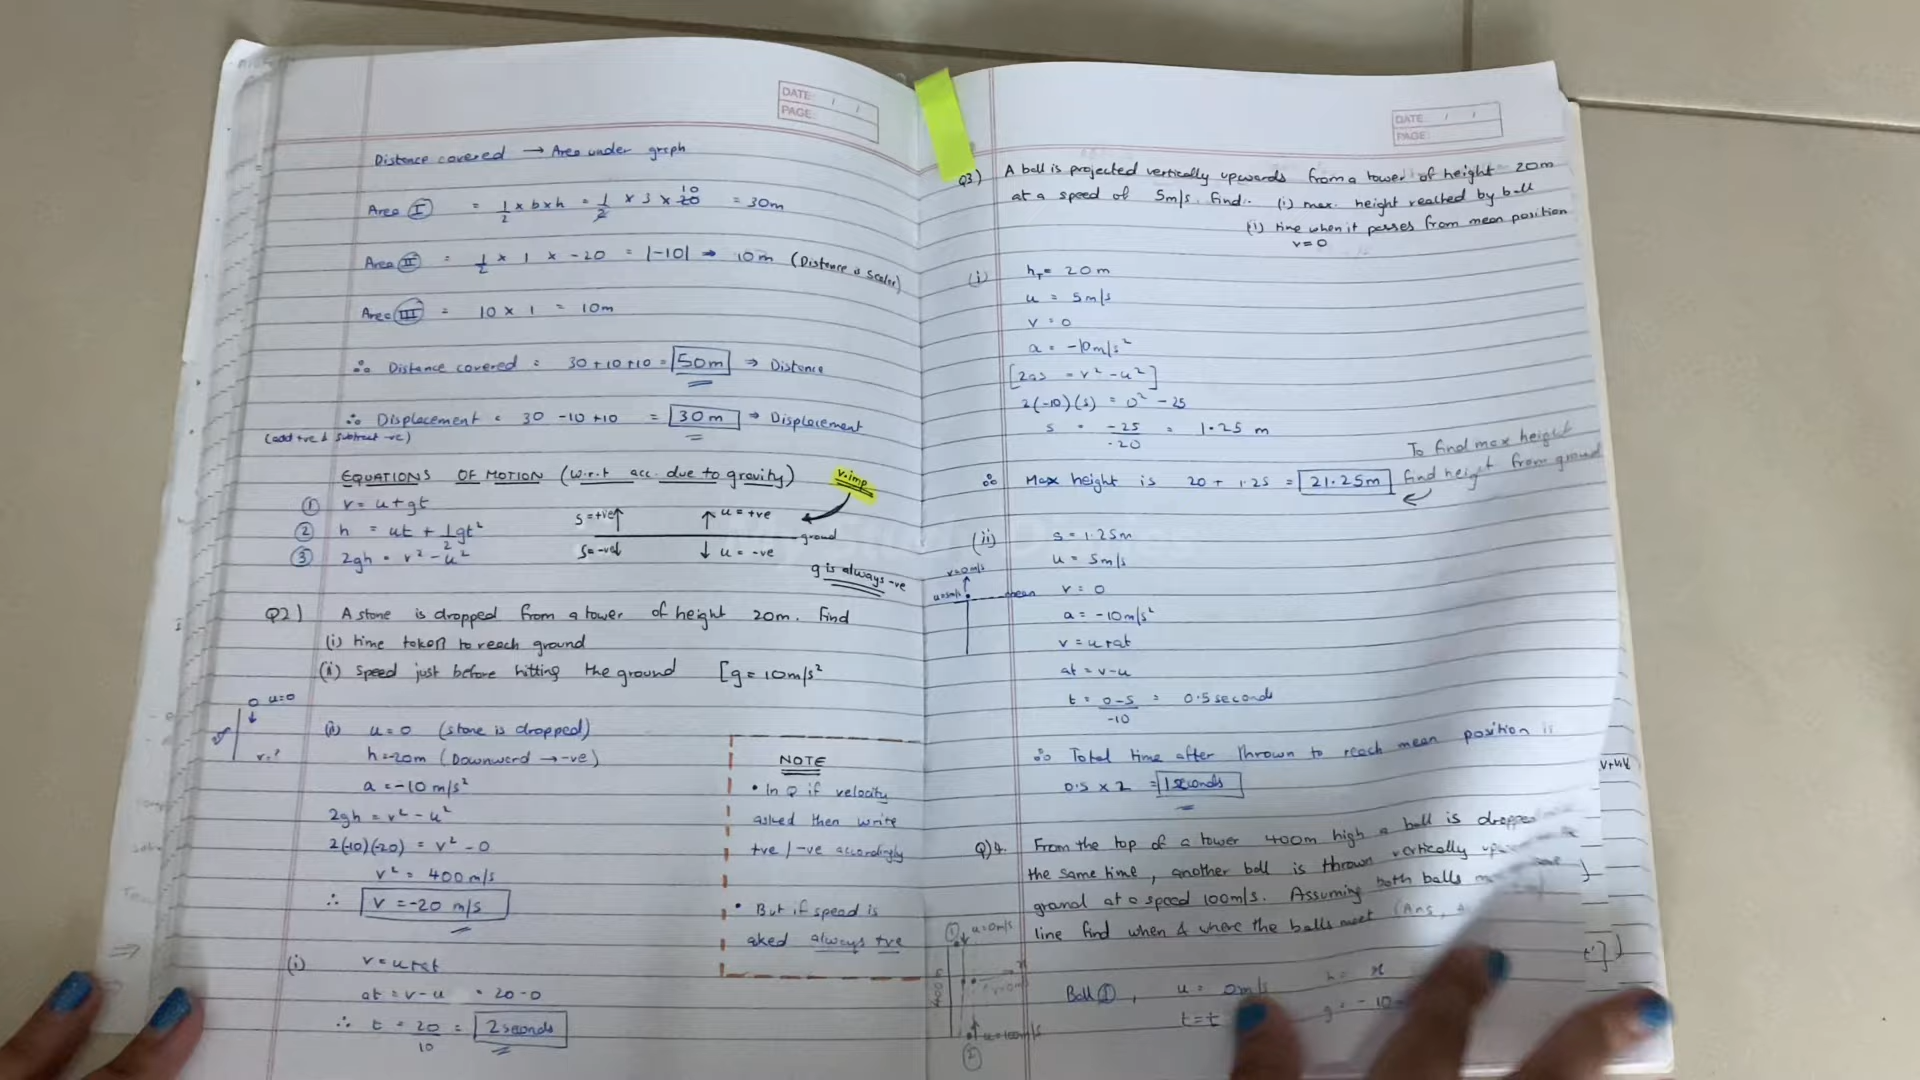 DATE: / /
PAGE:
Distance covered → Area under graph
Area I = 1/2 × b × h = 1/2 × 3 × 20 10 = 30m
Area II = 1/2 × 1 × -20 = |-10| → 10m (Distance is scalar)
Area III = 10 × 1 = 10m
∴ Distance covered = 30 + 10 + 10 = 50m ⇒ Distance
∴ Displacement = 30 - 10 + 10 = 30m ⇒ Displacement
(add +ve & subtract -ve)
EQUATIONS OF MOTION (w.r.t acc. due to gravity) v.imp
① v = u + gt
② h = ut + 1/2 gt²
③ 2gh = v² - u²
s=+ve↑ ↑ u = +ve
ground
s=-ve↓ ↓ u = -ve
g is always -ve
Q2) A stone is dropped from a tower of height 20m. Find
(i) time taken to reach ground
(ii) speed just before hitting the ground [g = 10m/s²
u=0
v=?
(ii) u = 0 (stone is dropped)
h = -20m (Downward → -ve)
a = -10 m/s²
2gh = v² - u²
2(-10)(-20) = v² - 0
v² = 400 m/s
∴ v = -20 m/s
NOTE
• In Q if velocity
asked then write
+ve / -ve accordingly
• But if speed is
asked always +ve
(i) v = u + at
at = v - u = 20 - 0
∴ t = 20/10 = 2 seconds
DATE: / /
PAGE:
Q3.) A ball is projected vertically upwards from a tower of height 20m
at a speed of 5m/s. Find:- (i) max. height reached by ball
(i) time when it passes from mean position
v=0
(i) hT = 20m
u = 5m/s
v = 0
a = -10m/s²
[2as = v² - u²]
2(-10)(s) = 0² - 25
s = -25/-20 = 1.25 m
To find max height
find height from ground
∴ Max height is 20 + 1.25 = 21.25m
(ii) s = 1.25m
u = 5m/s
v=0m/s
u=5m/s mean
v = 0
a = -10m/s²
v = u + at
at = v - u
t = 0-5/-10 = 0.5 seconds
∴ Total time after thrown to reach mean position is
0.5 × 2 = 1 seconds
Q)4. From the top of a tower 400m high a ball is dropped
the same time, another ball is thrown vertically
ground at a speed 100m/s. Assuming both balls
line find when & where the balls meet (Ans,
① u=0m/s
400
u=100m/s
②
Ball ①, u = 0m/s h = x
t = t g = -10